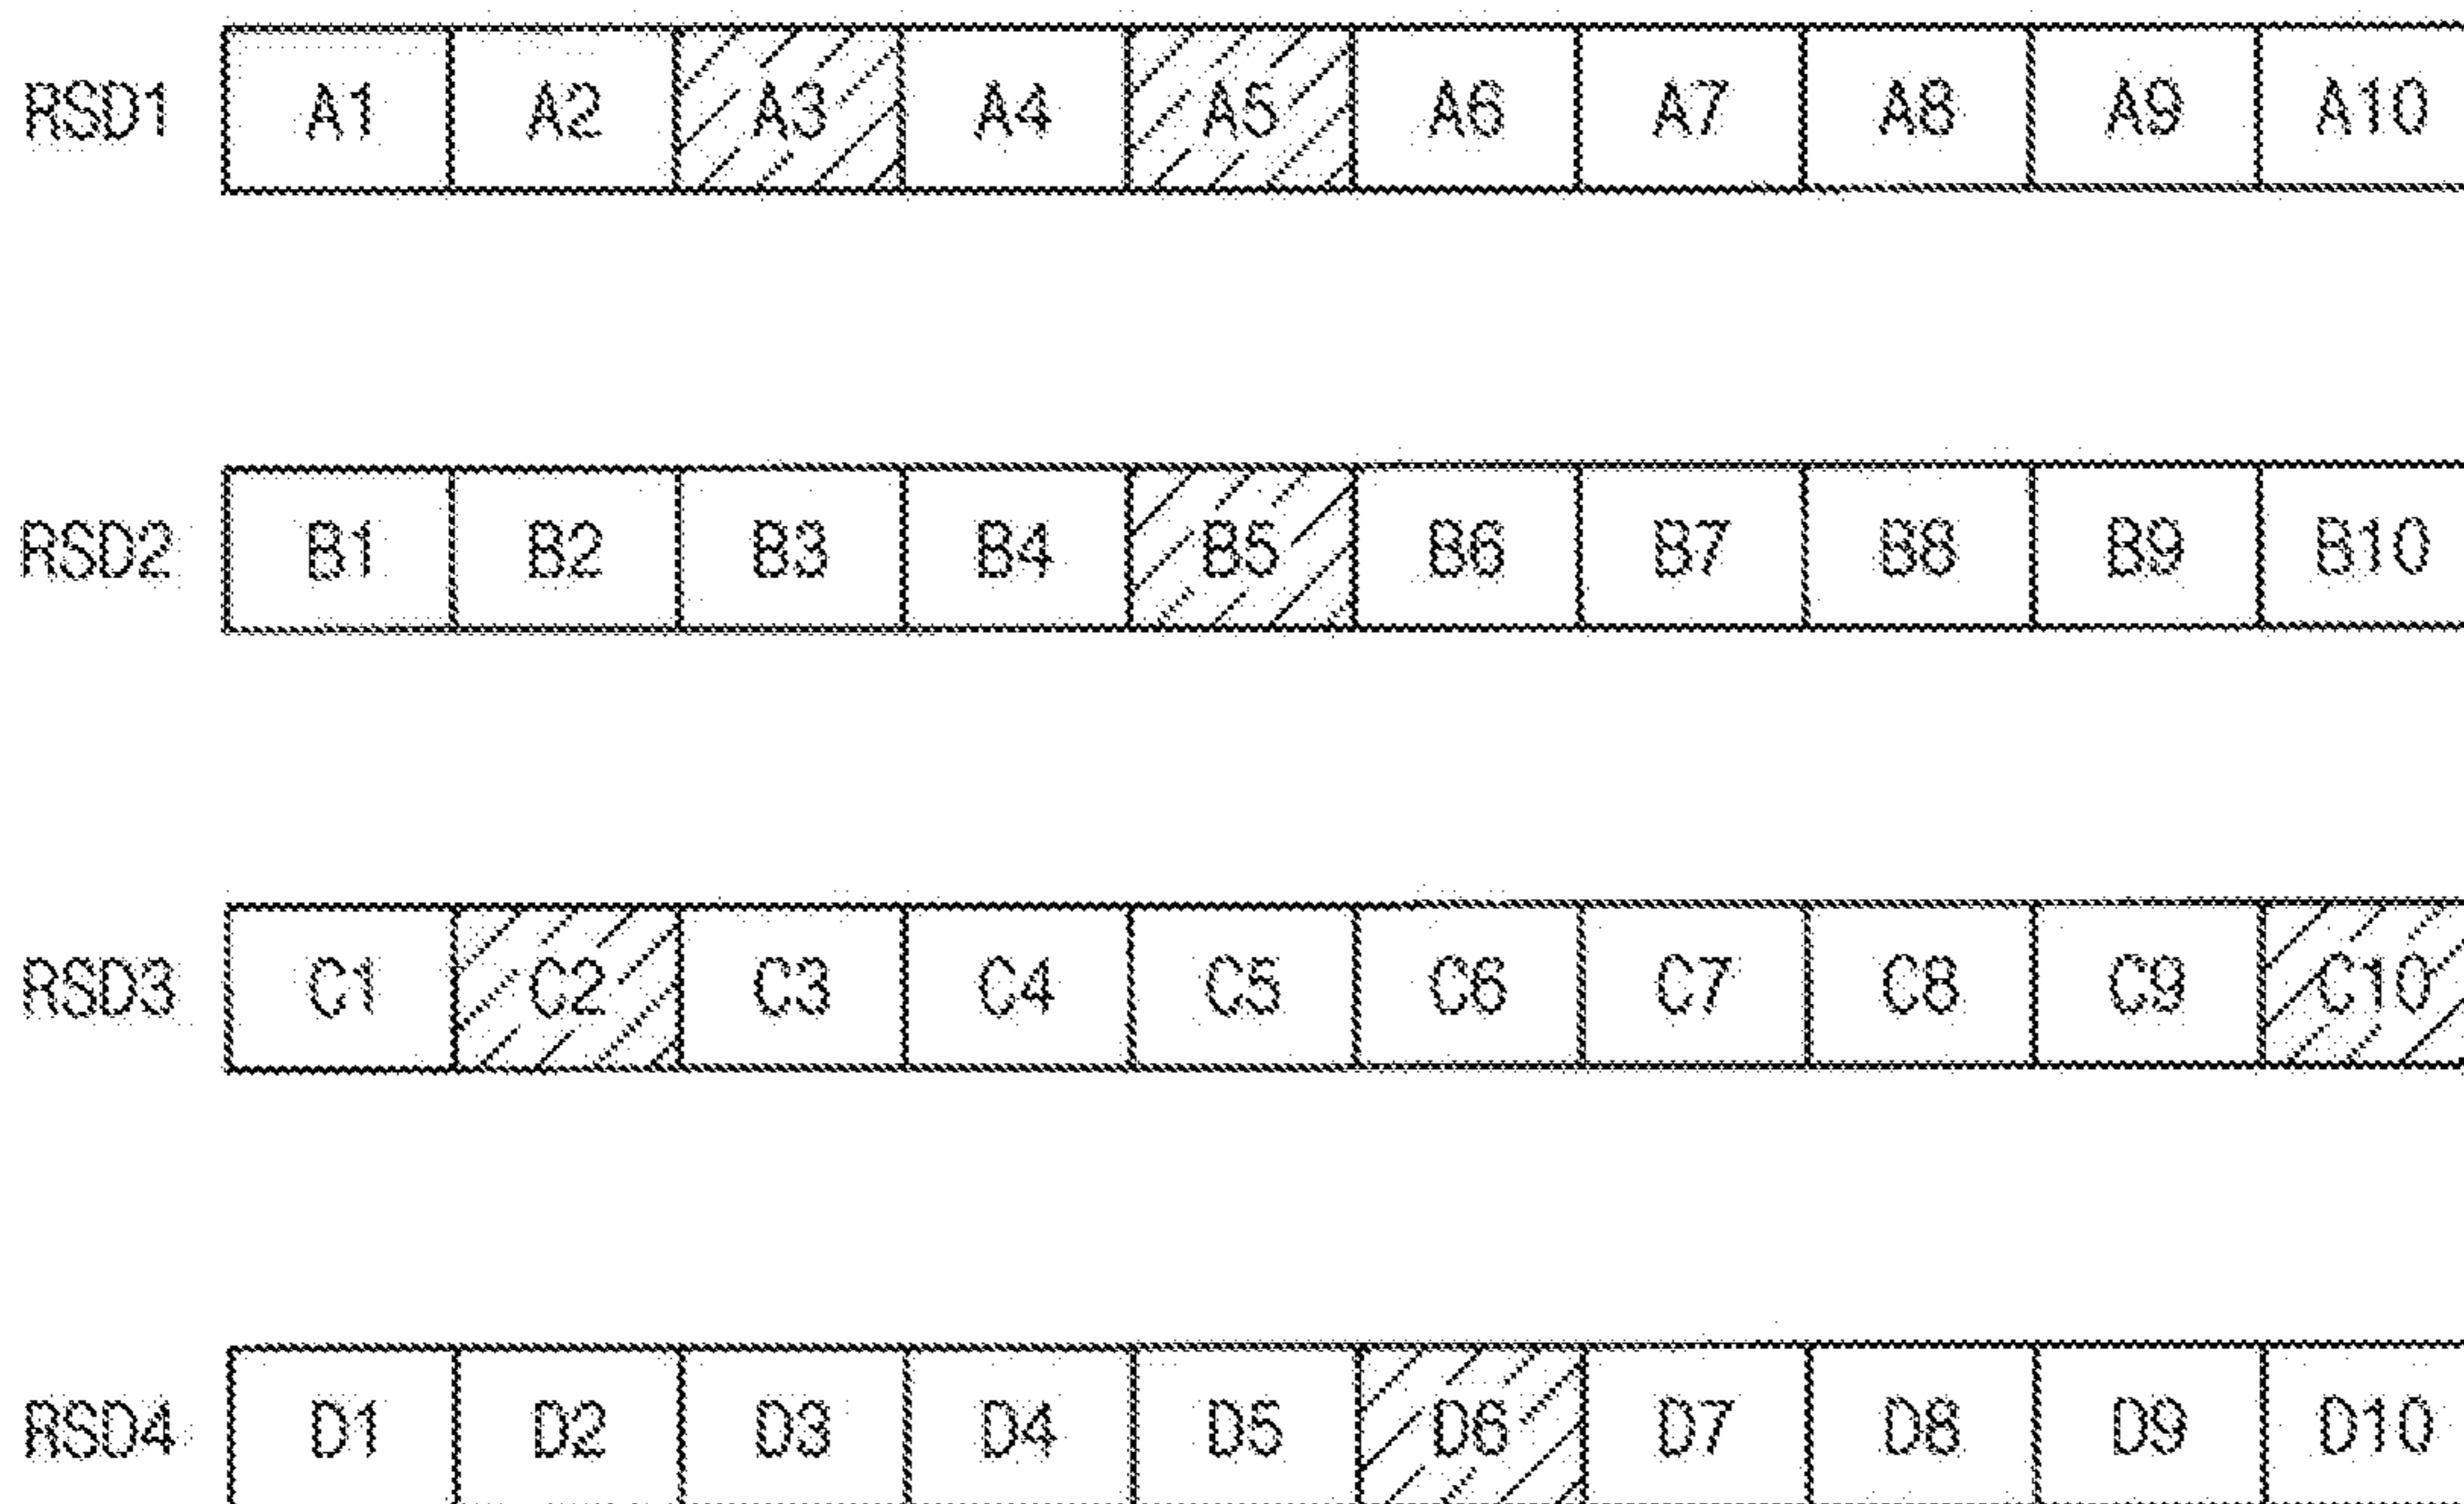 RSD1 A1 A2 A3 A4 A5 A6 A7 A8 A9 A10
RSD2 B1 B2 B3 B4 B5 B6 B7 B8 B9 B10
RSD3 C1 C2 C3 C4 C5 C6 C7 C8 C9 C10
RSD4 D1 D2 D3 D4 D5 D6 D7 D8 D9 D10